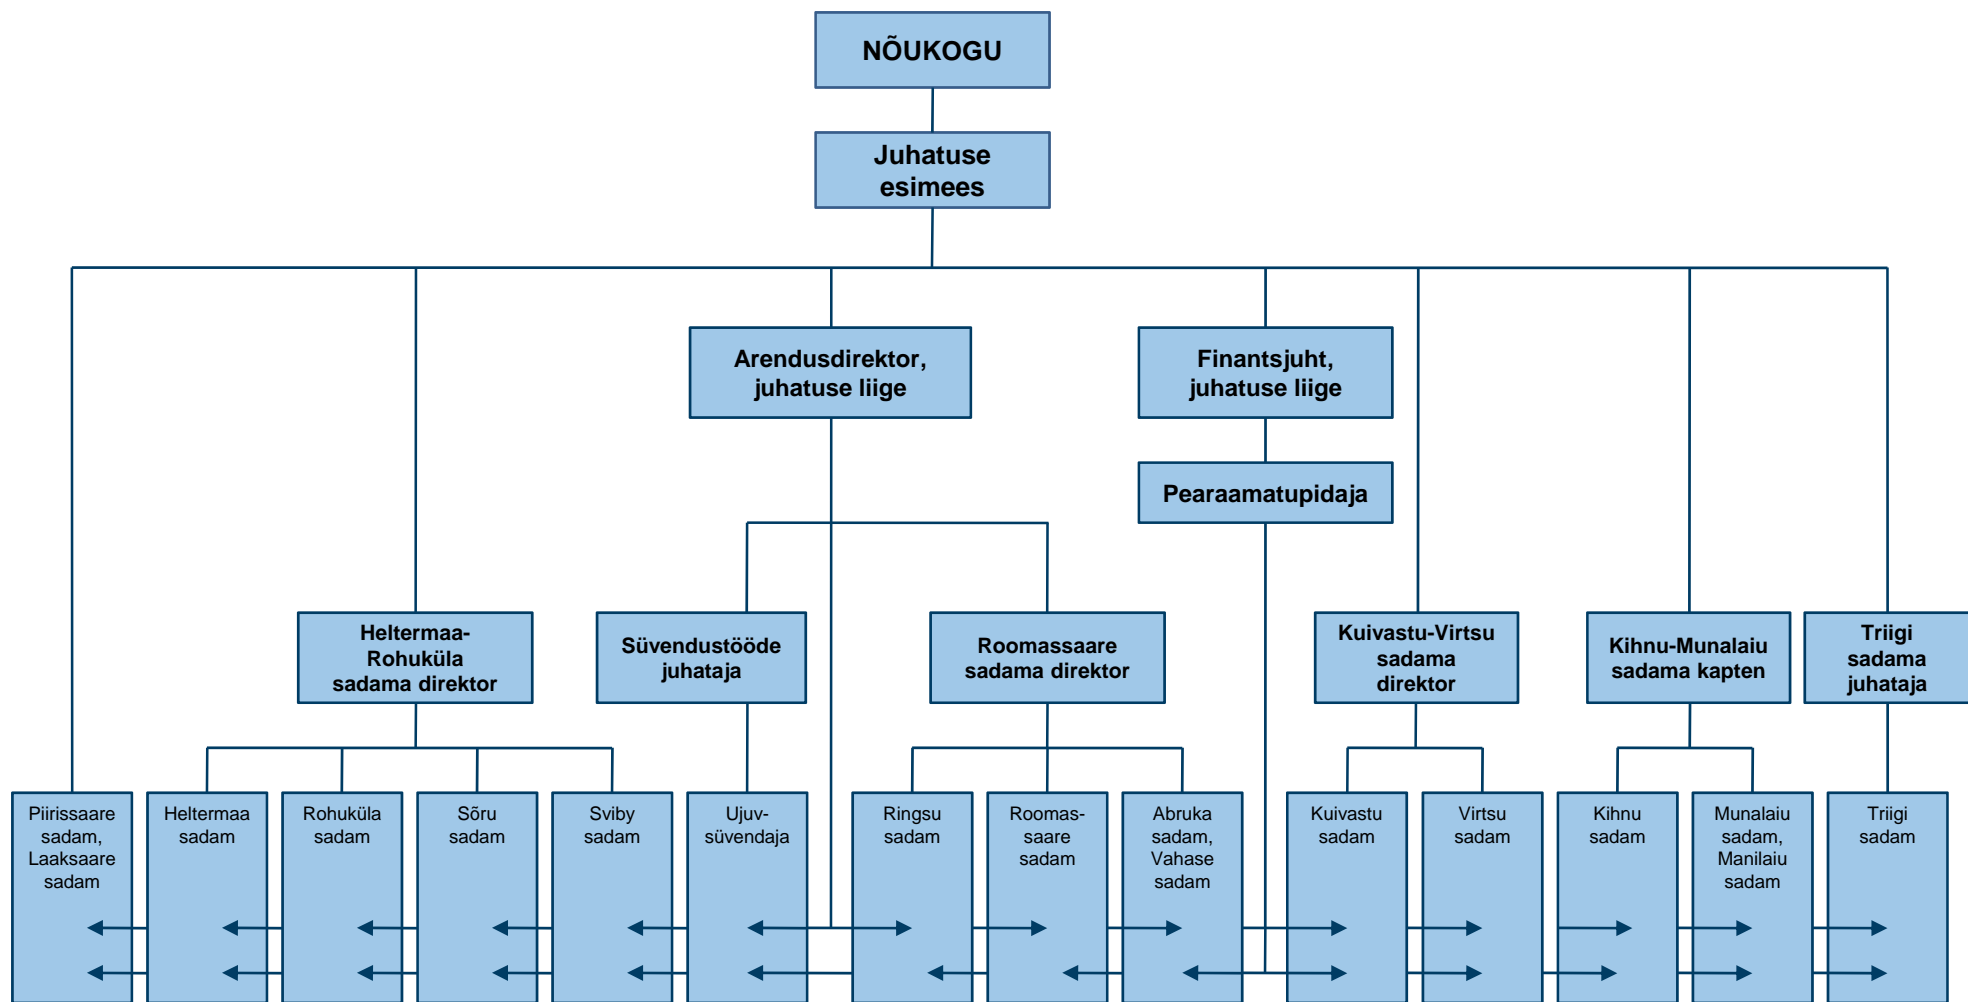 NÕUKOGU
Juhatuse
esimees
Arendusdirektor,
juhatuse liige
Finantsjuht,
juhatuse liige
Pearaamatupidaja
Heltermaa-
Rohuküla
sadama direktor
Süvendustööde
juhataja
Roomassaare
sadama direktor
Kuivastu-Virtsu
sadama
direktor
Kihnu-Munalaiu
sadama kapten
Triigi
sadama
juhataja
Piirissaare
sadam,
Laaksaare
sadam
Heltermaa
sadam
Rohuküla
sadam
Sõru
sadam
Sviby
sadam
Ujuv-
süvendaja
Ringsu
sadam
Roomas-
saare
sadam
Abruka
sadam,
Vahase
sadam
Kuivastu
sadam
Virtsu
sadam
Kihnu
sadam
Munalaiu
sadam,
Manilaiu
sadam
Triigi
sadam